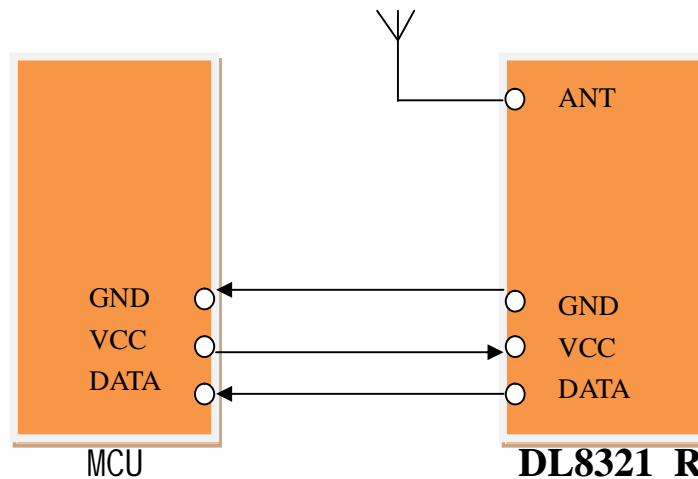 ANT
GND
VCC
DATA
GND
VCC
DATA
MCU
DL8321 R